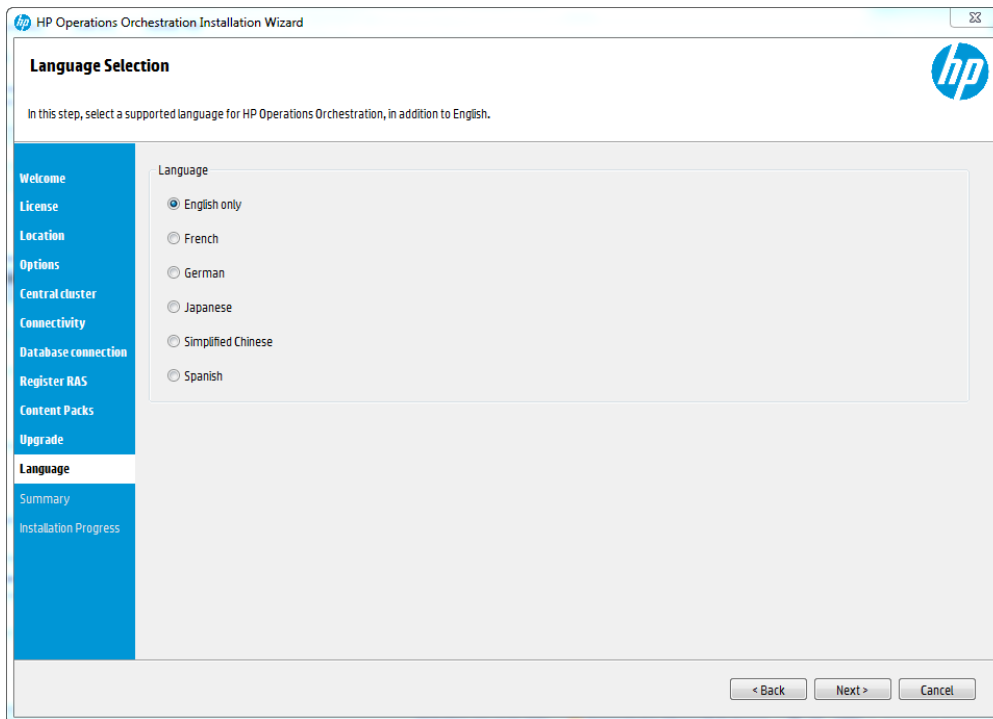 HP Operations Orchestration Installation Wizard
Language Selection
hp
In this step, select a supported language for HP Operations Orchestration, in addition to English.
Welcome
License
Location
Options
Central cluster
Connectivity
Database connection
Register RAS
Content Packs
Upgrade
Language
Summary
Installation Progress
Language
English only
French
German
Japanese
Simplified Chinese
Spanish
< Back
Next >
Cancel